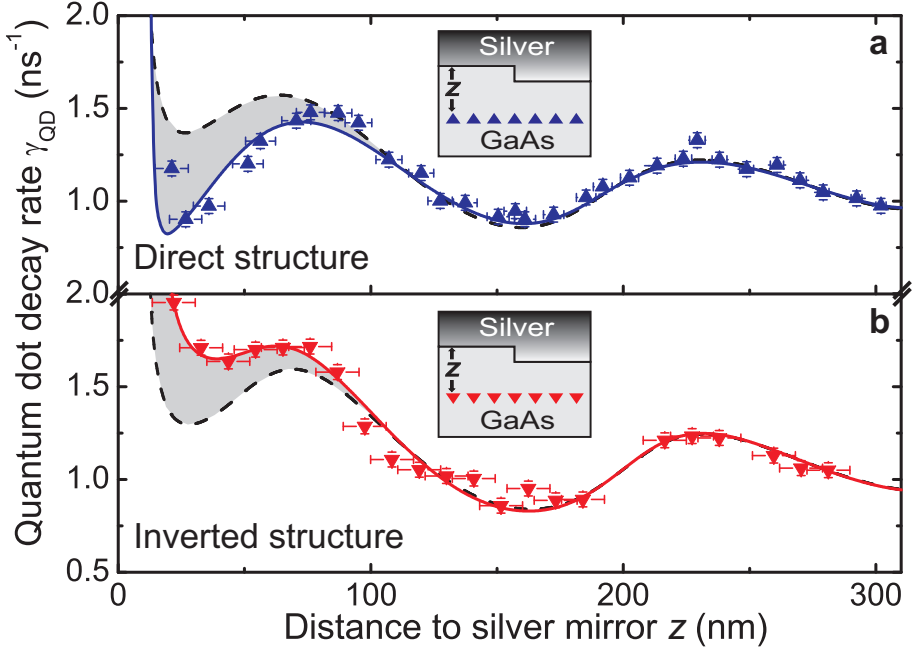 Quantum dot decay rate γQD (ns-1)
2.0
1.5
1.0
a
Silver
z
GaAs
Direct structure
2.0
1.5
1.0
0.5
b
Silver
z
GaAs
Inverted structure
0 100 200 300
Distance to silver mirror z (nm)